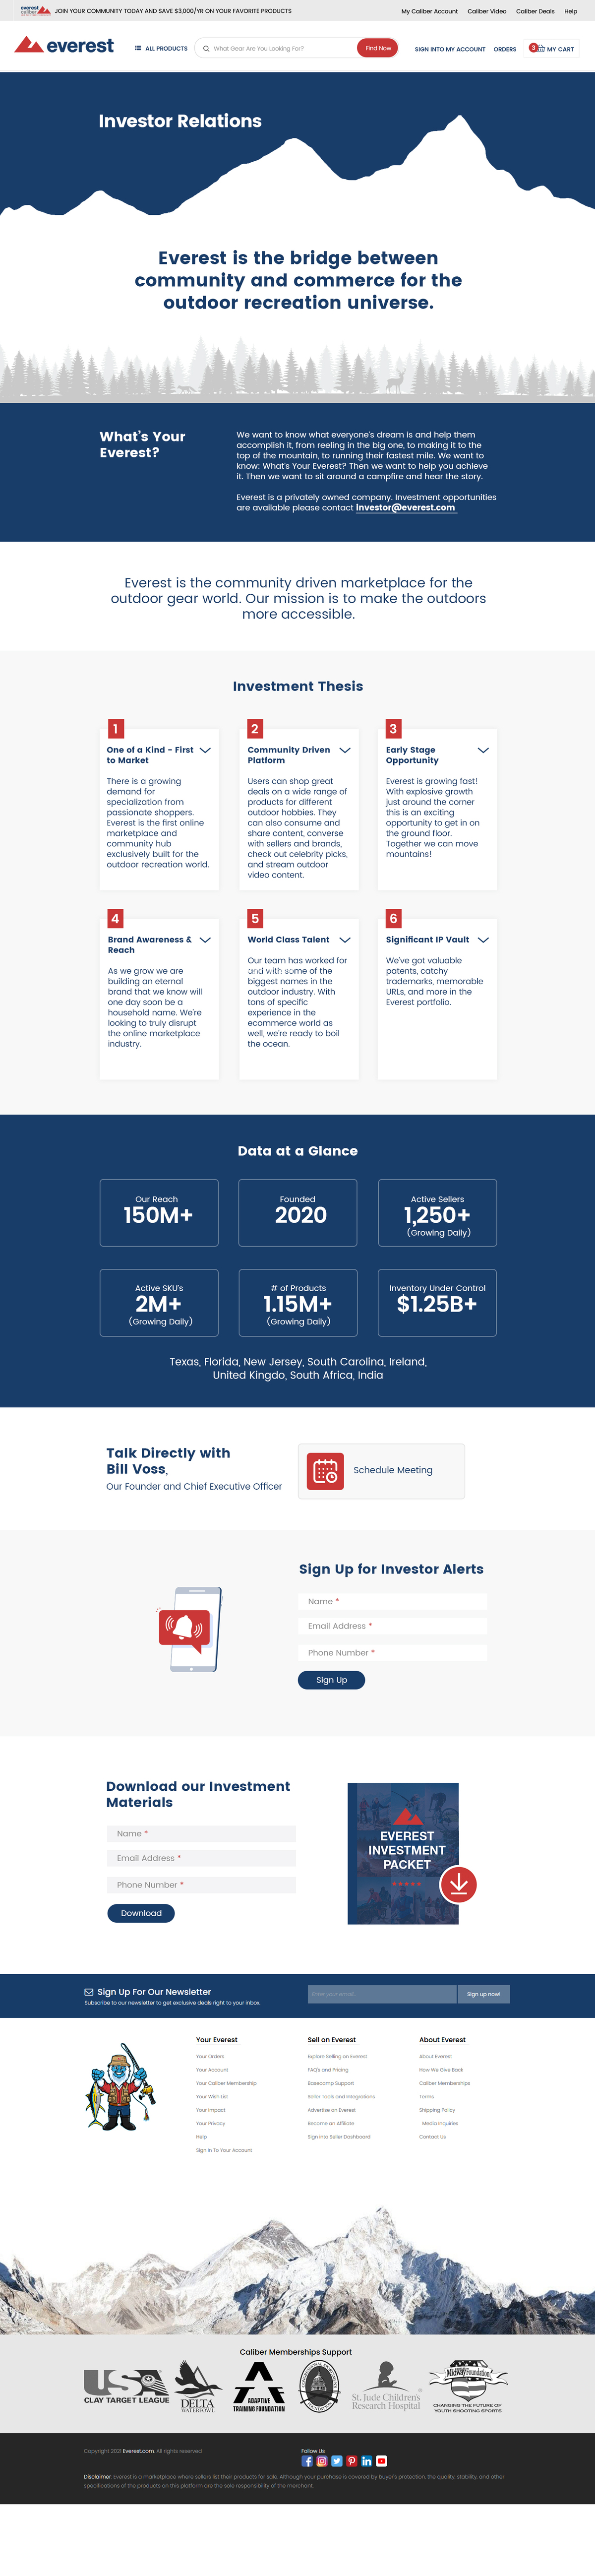 everest caliber JOIN YOUR COMMUNITY TODAY AND SAVE $3,000/YR ON YOUR FAVORITE PRODUCTS
My Caliber Account Caliber Video Caliber Deals Help
everest
ALL PRODUCTS
What Gear Are You Looking For?
Find Now
SIGN INTO MY ACCOUNT ORDERS 3 MY CART
Investor Relations
Everest is the bridge between
community and commerce for the
outdoor recreation universe.
What's Your
Everest?
We want to know what everyone's dream is and help them
accomplish it, from reeling in the big one, to making it to the
top of the mountain, to running their fastest mile. We want to
know: What's Your Everest? Then we want to help you achieve
it. Then we want to sit around a campfire and hear the story.
Everest is a privately owned company. Investment opportunities
are available please contact Investor@everest.com
Everest is the community driven marketplace for the
outdoor gear world. Our mission is to make the outdoors
more accessible.
Investment Thesis
1
One of a Kind - First
to Market
There is a growing
demand for
specialization from
passionate shoppers.
Everest is the first online
marketplace and
community hub
exclusively built for the
outdoor recreation world.
2
Community Driven
Platform
Users can shop great
deals on a wide range of
products for different
outdoor hobbies. They
can also consume and
share content, converse
with sellers and brands,
check out celebrity picks,
and stream outdoor
video content.
3
Early Stage
Opportunity
Everest is growing fast!
With explosive growth
just around the corner
this is an exciting
opportunity to get in on
the ground floor.
Together we can move
mountains!
4
Brand Awareness &
Reach
As we grow we are
building an eternal
brand that we know will
one day soon be a
household name. We're
looking to truly disrupt
the online marketplace
industry.
5
World Class Talent
Our team has worked for
and with some of the
biggest names in the
outdoor industry. With
tons of specific
experience in the
ecommerce world as
well, we're ready to boil
the ocean.
6
Significant IP Vault
We've got valuable
patents, catchy
trademarks, memorable
URLs, and more in the
Everest portfolio.
Data at a Glance
Our Reach
150M+
Founded
2020
Active Sellers
1,250+
(Growing Daily)
Active SKU's
2M+
(Growing Daily)
# of Products
1.15M+
(Growing Daily)
Inventory Under Control
$1.25B+
Texas, Florida, New Jersey, South Carolina, Ireland,
United Kingdo, South Africa, India
Talk Directly with
Bill Voss,
Our Founder and Chief Executive Officer
Schedule Meeting
Sign Up for Investor Alerts
Name *
Email Address *
Phone Number *
Sign Up
Download our Investment
Materials
Name *
Email Address *
Phone Number *
Download
EVEREST
INVESTMENT
PACKET
Sign Up For Our Newsletter
Subscribe to our newsletter to get exclusive deals right to your inbox.
Enter your email...
Sign up now!
Your Everest
Your Orders
Your Account
Your Caliber Membership
Your Wish List
Your Impact
Your Privacy
Help
Sign In To Your Account
Sell on Everest
Explore Selling on Everest
FAQ's and Pricing
Basecamp Support
Seller Tools and Integrations
Advertise on Everest
Become an Affiliate
Sign Into Seller Dashboard
About Everest
About Everest
How We Give Back
Caliber Memberships
Terms
Shipping Policy
Media Inquiries
Contact Us
Caliber Memberships Support
USA
CLAY TARGET LEAGUE
DELTA
WATERFOWL
ADAPTIVE
TRAINING FOUNDATION
St. Jude Children's
Research Hospital
Midway Foundation
CHANGING THE FUTURE OF
YOUTH SHOOTING SPORTS
Copyright 2021 Everest.com. All rights reserved
Follow Us
Disclaimer: Everest is a marketplace where sellers list their products for sale. Although your purchase is covered by buyer's protection, the quality, stability, and other
specifications of the products on this platform are the sole responsibility of the merchant.